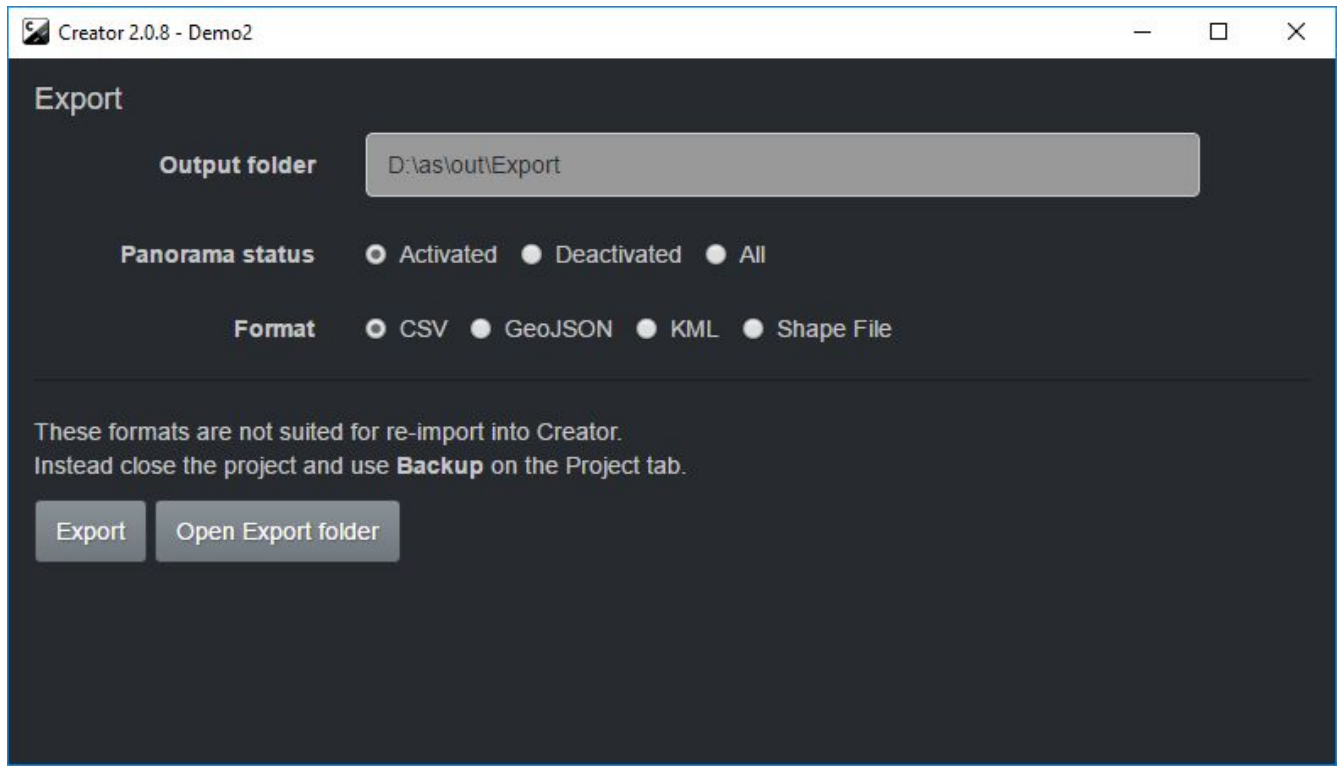 Creator 2.0.8 - Demo2
Export
Output folder D:\as\out\Export
Panorama status Activated Deactivated All
Format CSV GeoJSON KML Shape File
These formats are not suited for re-import into Creator.
Instead close the project and use Backup on the Project tab.
Export Open Export folder